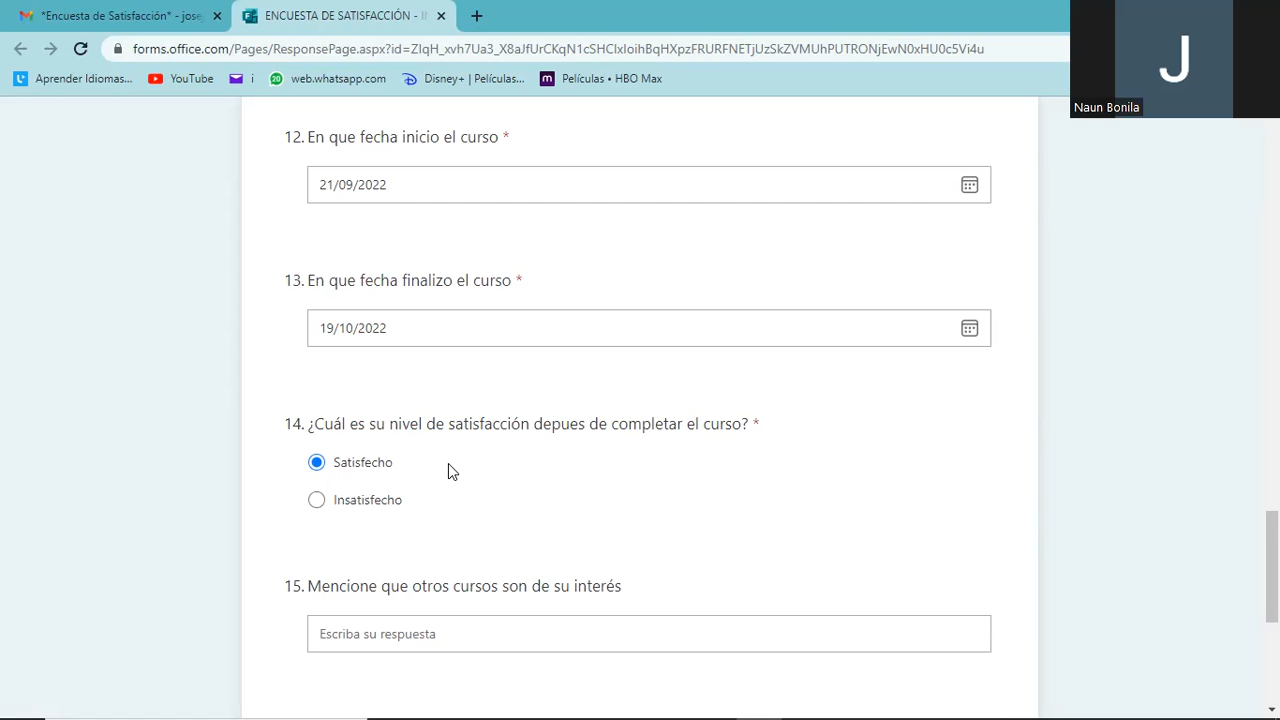 *Encuesta de Satisfacción* - jose
ENCUESTA DE SATISFACCIÓN - I
forms.office.com/Pages/ResponsePage.aspx?id=ZIqH_xvh7Ua3_X8aJfUrCKqN1cSHClxIoihBqHXpzFRURFNETjUzSkZVMUhPUTRONjEwN0xHU0c5Vi4u
Aprender Idiomas...
YouTube
i
20
web.whatsapp.com
Disney+ | Películas...
m
Películas • HBO Max
J
Naun Bonila
12. En que fecha inicio el curso *
21/09/2022
13. En que fecha finalizo el curso *
19/10/2022
14. ¿Cuál es su nivel de satisfacción depues de completar el curso? *
Satisfecho
Insatisfecho
15. Mencione que otros cursos son de su interés
Escriba su respuesta